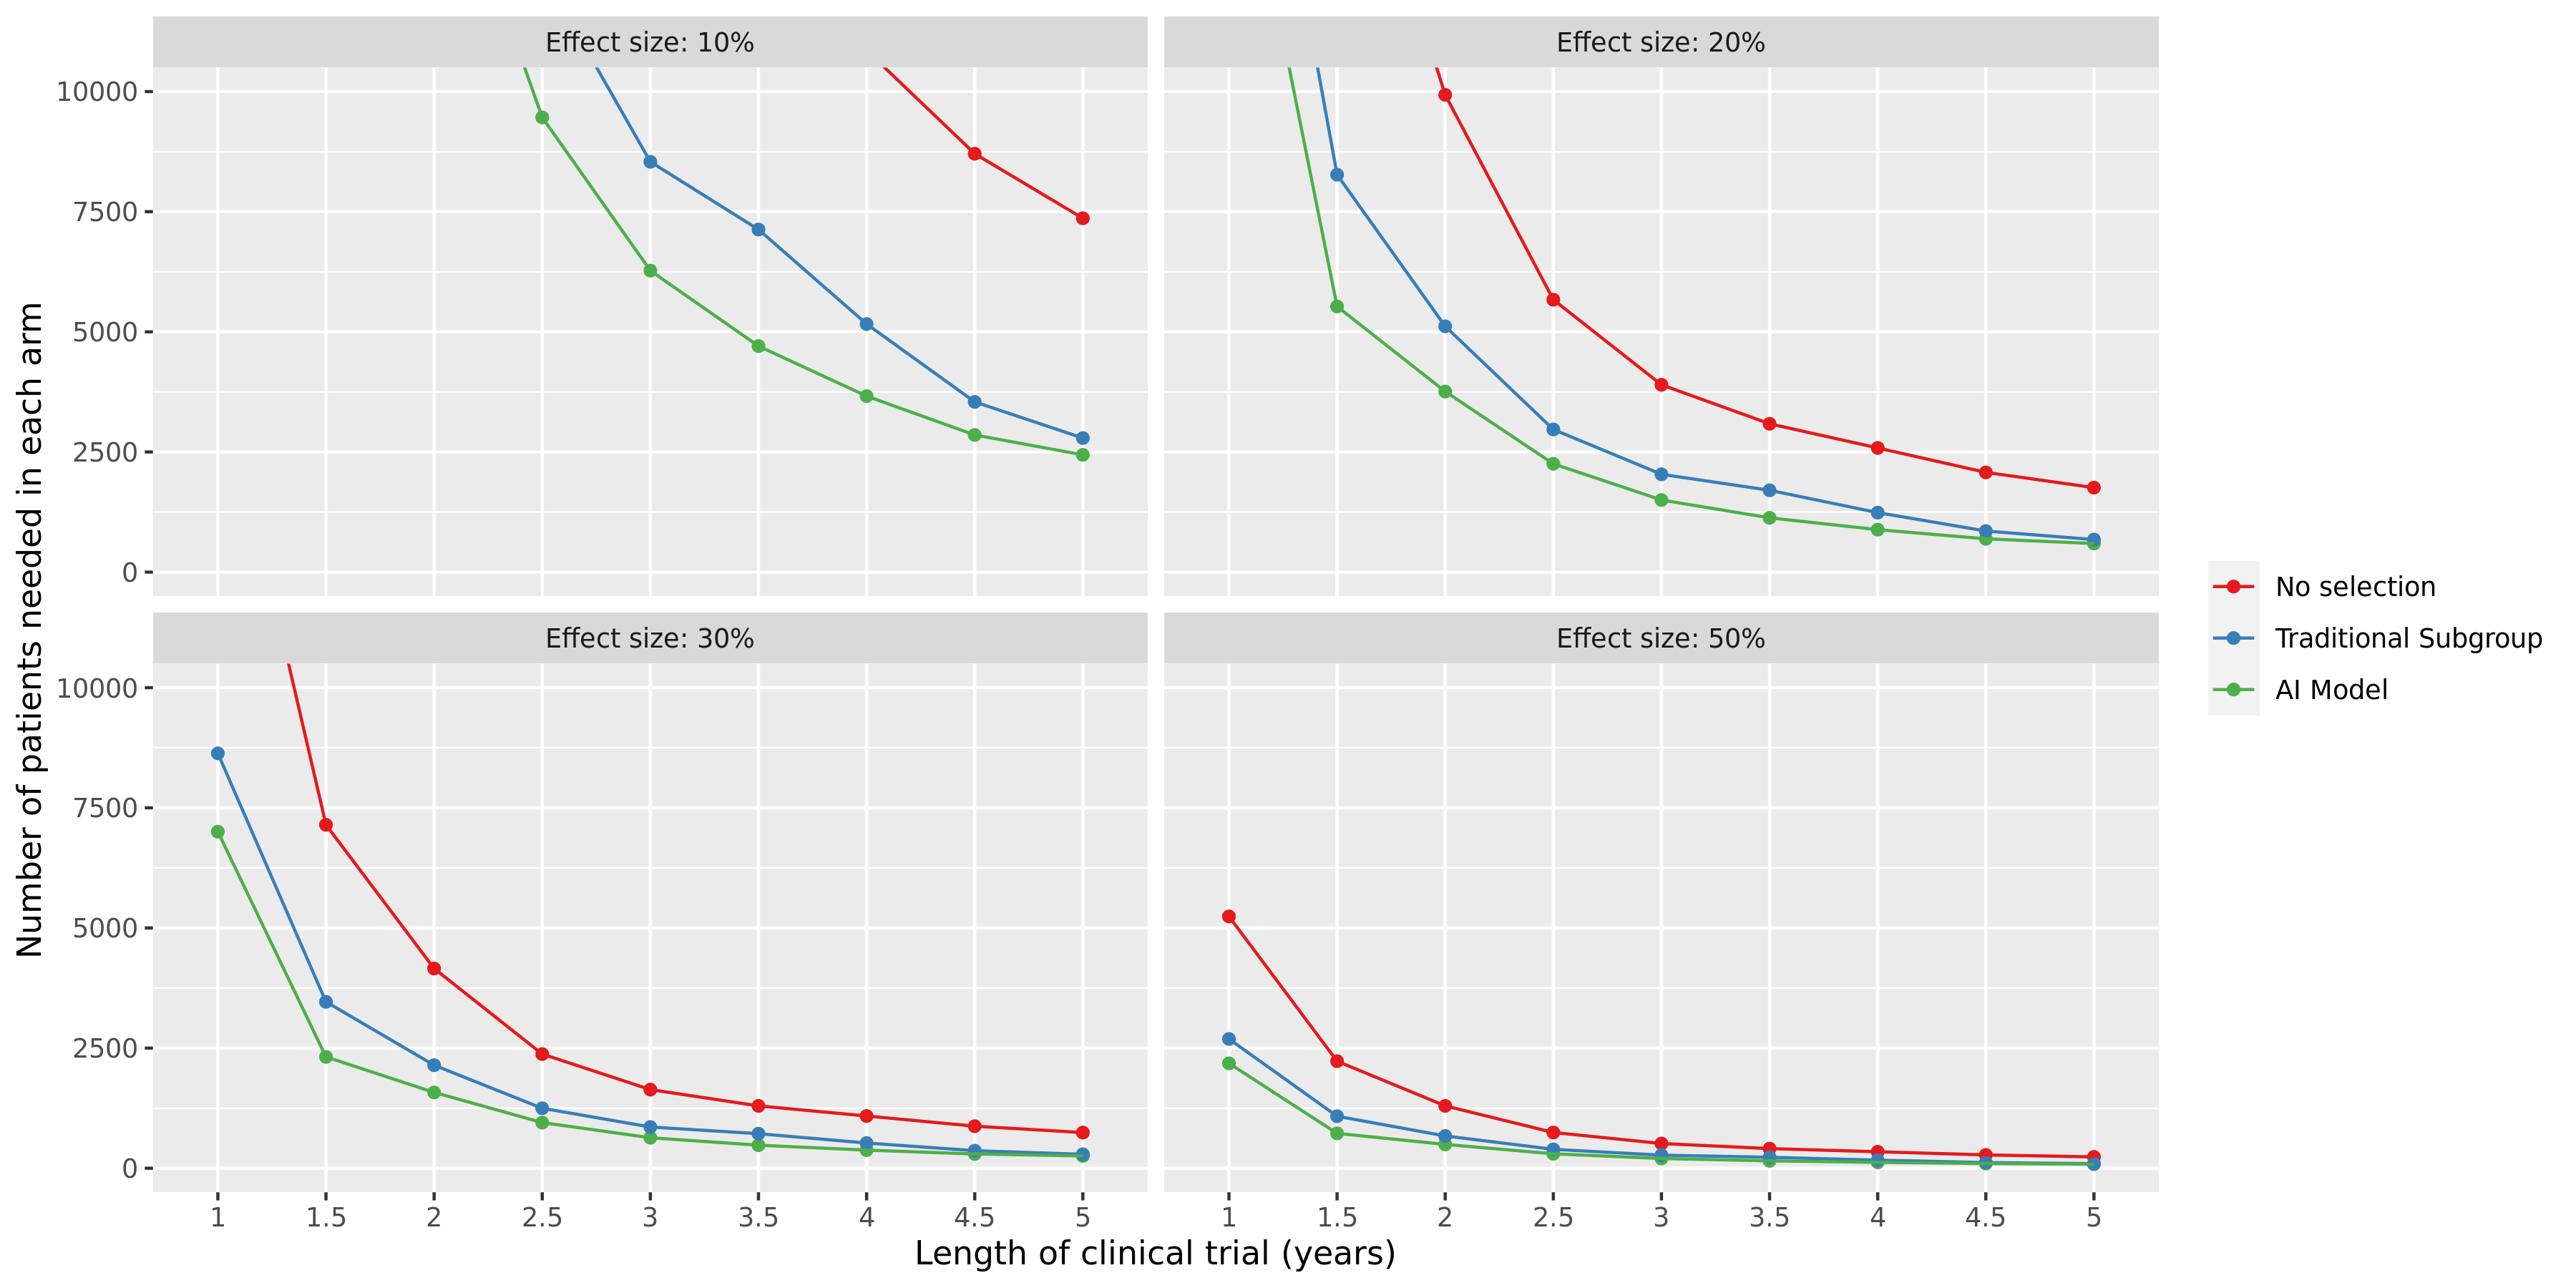 Effect size: 10%
Effect size: 20%
10000
7500
5000
2500
0
Effect size: 30%
Effect size: 50%
10000
7500
5000
2500
0
1 1.5 2 2.5 3 3.5 4 4.5 5
1 1.5 2 2.5 3 3.5 4 4.5 5
Length of clinical trial (years)
Number of patients needed in each arm
No selection
Traditional Subgroup
AI Model